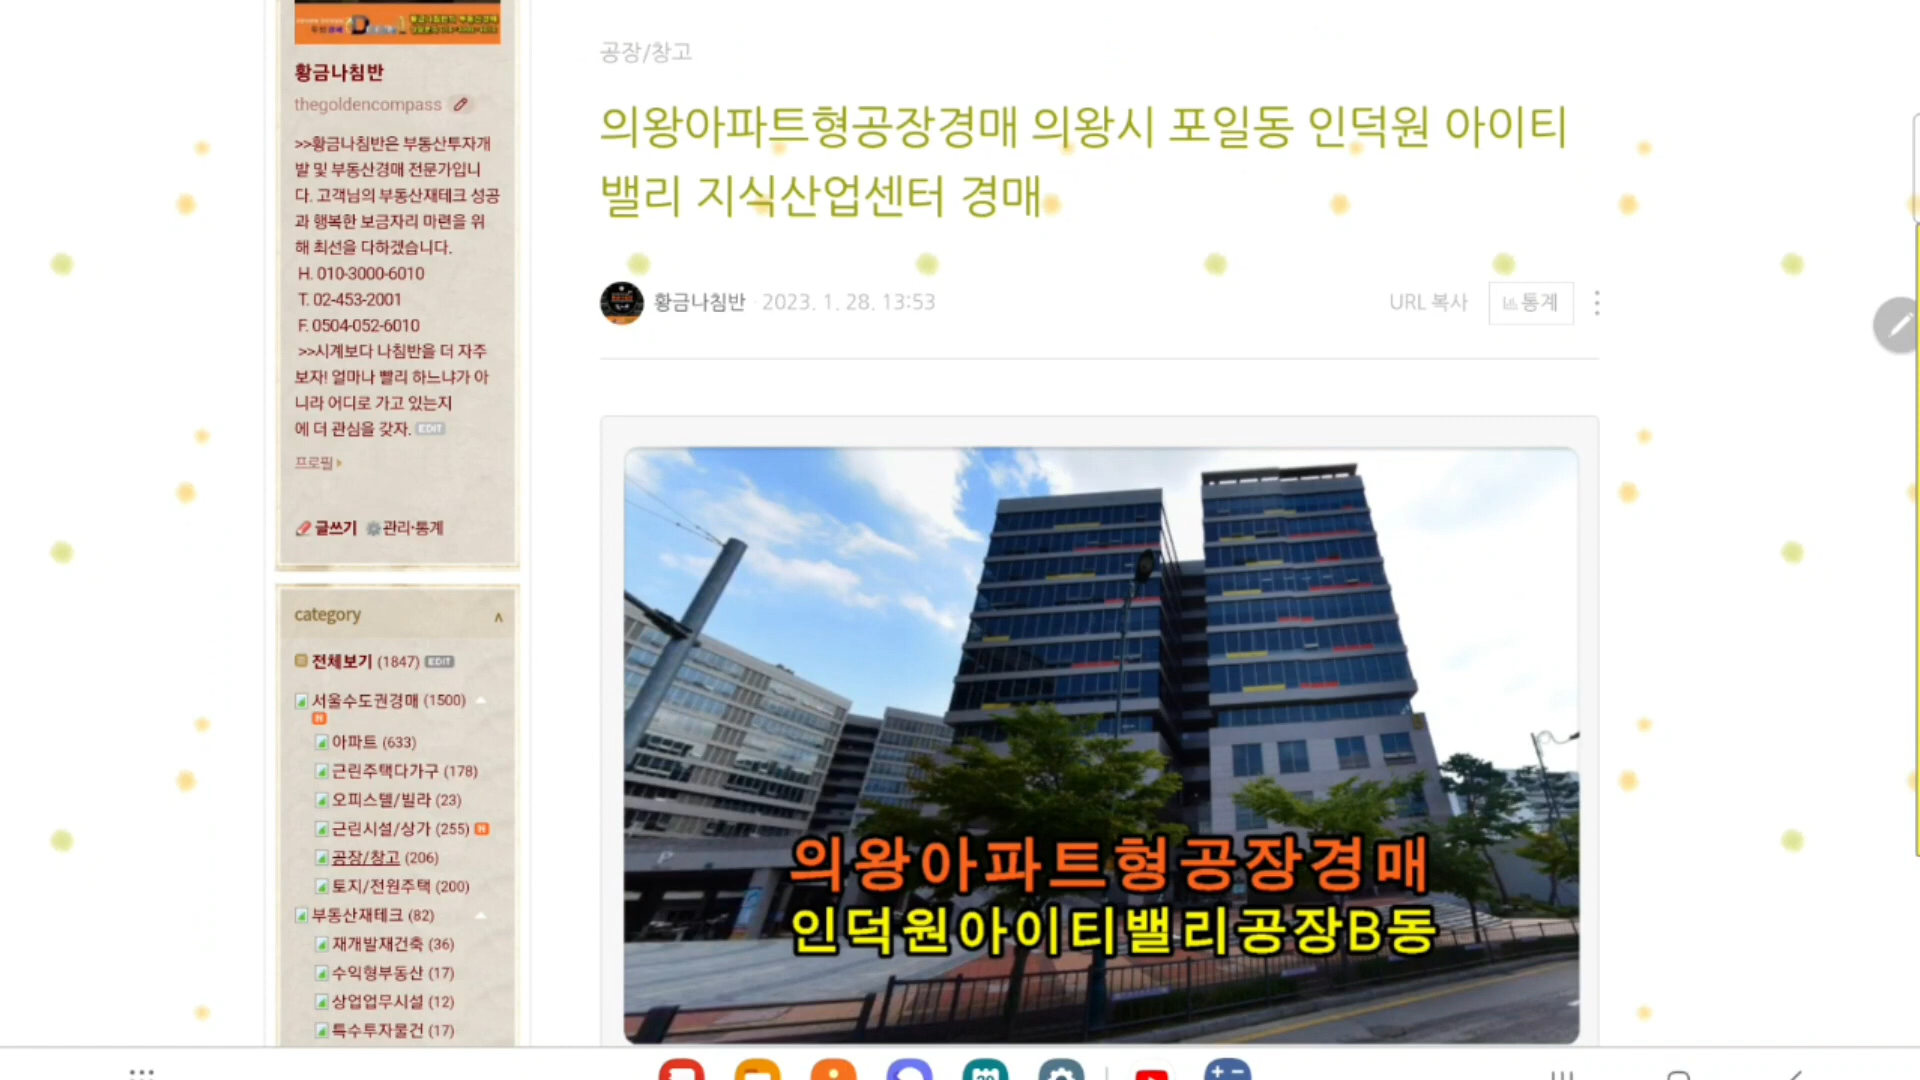 황금나침반
thegoldencompass
>>황금나침반은 부동산투자개
발 및 부동산경매 전문가입니
다. 고객님의 부동산재테크 성공
과 행복한 보금자리 마련을 위
해 최선을 다하겠습니다.
H. 010-3000-6010
T. 02-453-2001
F. 0504-052-6010
>>시계보다 나침반을 더 자주
보자! 얼마나 빨리 하느냐가 아
니라 어디로 가고 있는지
에 더 관심을 갖자. EDIT
프로필
글쓰기 관리·통계
category
전체보기 (1847) EDIT
서울수도권경매 (1500)
N
아파트 (633)
근린주택다가구 (178)
오피스텔/빌라 (23)
근린시설/상가 (255) N
공장/창고 (206)
토지/전원주택 (200)
부동산재테크 (82)
재개발재건축 (36)
수익형부동산 (17)
상업업무시설 (12)
특수투자물건 (17)
공장/창고
의왕아파트형공장경매 의왕시 포일동 인덕원 아이티
밸리 지식산업센터 경매
황금나침반 · 2023. 1. 28. 13:53
URL 복사 통계
의왕아파트형공장경매
인덕원아이티밸리공장B동